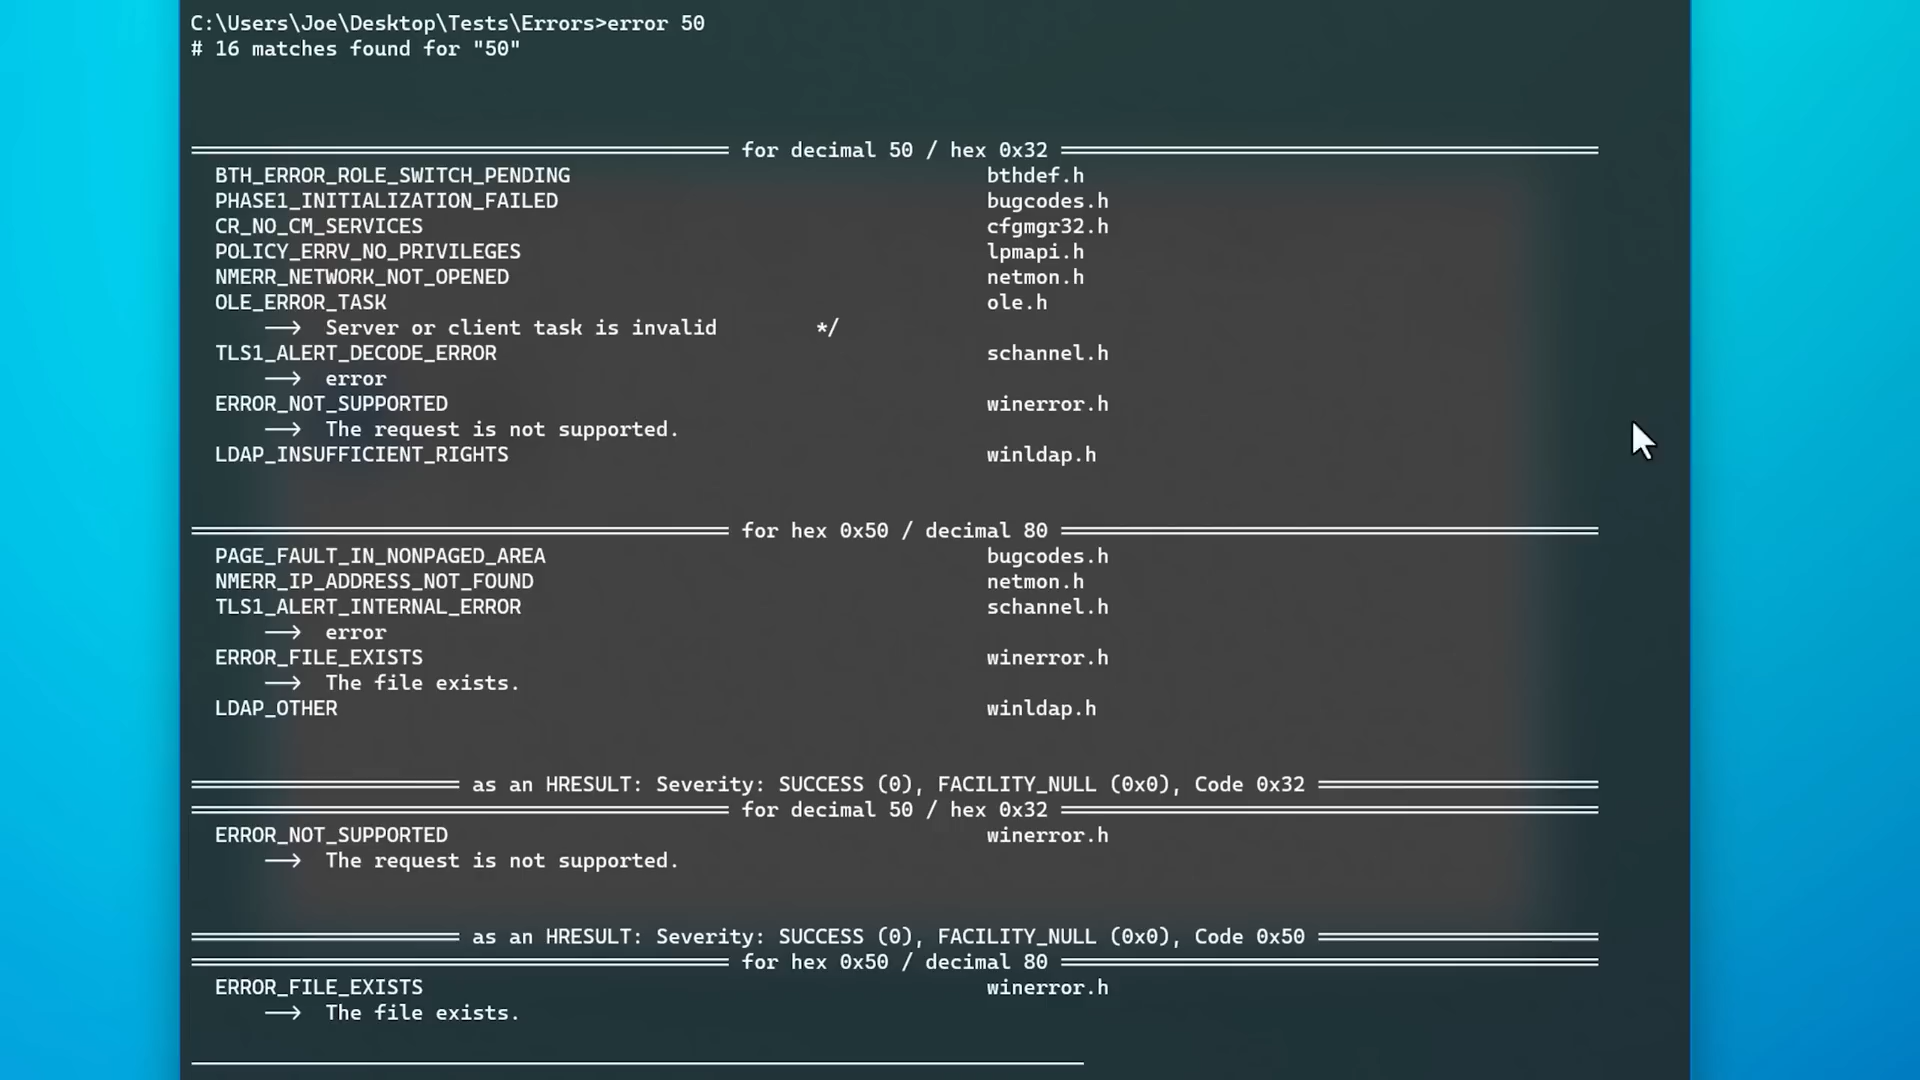 C:\Users\Joe\Desktop\Tests\Errors>error 50
# 16 matches found for "50"
for decimal 50 / hex 0x32
BTH_ERROR_ROLE_SWITCH_PENDING bthdef.h
PHASE1_INITIALIZATION_FAILED bugcodes.h
CR_NO_CM_SERVICES cfgmgr32.h
POLICY_ERRV_NO_PRIVILEGES lpmapi.h
NMERR_NETWORK_NOT_OPENED netmon.h
OLE_ERROR_TASK ole.h
⟶ Server or client task is invalid */
TLS1_ALERT_DECODE_ERROR schannel.h
⟶ error
ERROR_NOT_SUPPORTED winerror.h
⟶ The request is not supported.
LDAP_INSUFFICIENT_RIGHTS winldap.h
for hex 0x50 / decimal 80
PAGE_FAULT_IN_NONPAGED_AREA bugcodes.h
NMERR_IP_ADDRESS_NOT_FOUND netmon.h
TLS1_ALERT_INTERNAL_ERROR schannel.h
⟶ error
ERROR_FILE_EXISTS winerror.h
⟶ The file exists.
LDAP_OTHER winldap.h
as an HRESULT: Severity: SUCCESS (0), FACILITY_NULL (0x0), Code 0x32
for decimal 50 / hex 0x32
ERROR_NOT_SUPPORTED winerror.h
⟶ The request is not supported.
as an HRESULT: Severity: SUCCESS (0), FACILITY_NULL (0x0), Code 0x50
for hex 0x50 / decimal 80
ERROR_FILE_EXISTS winerror.h
⟶ The file exists.